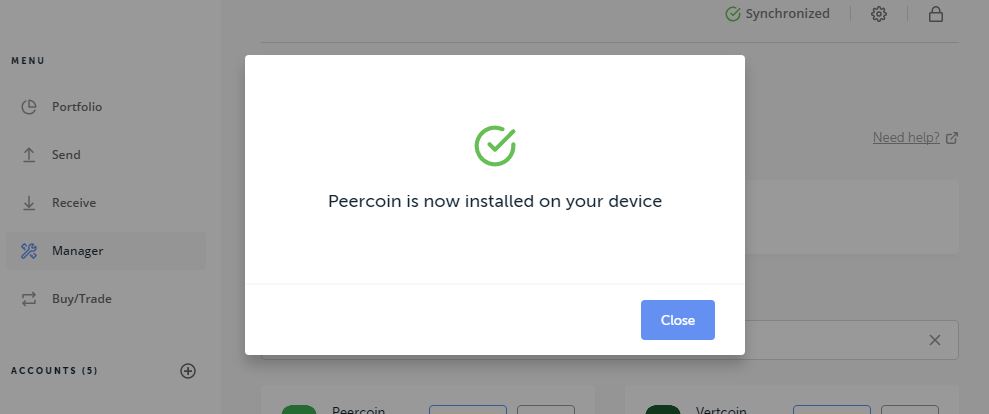 Synchronized
MENU
Portfolio
Send
Receive
Manager
Buy/Trade
ACCOUNTS (5)
Need help?
Peercoin is now installed on your device
Close
Peercoin
Vertcoin